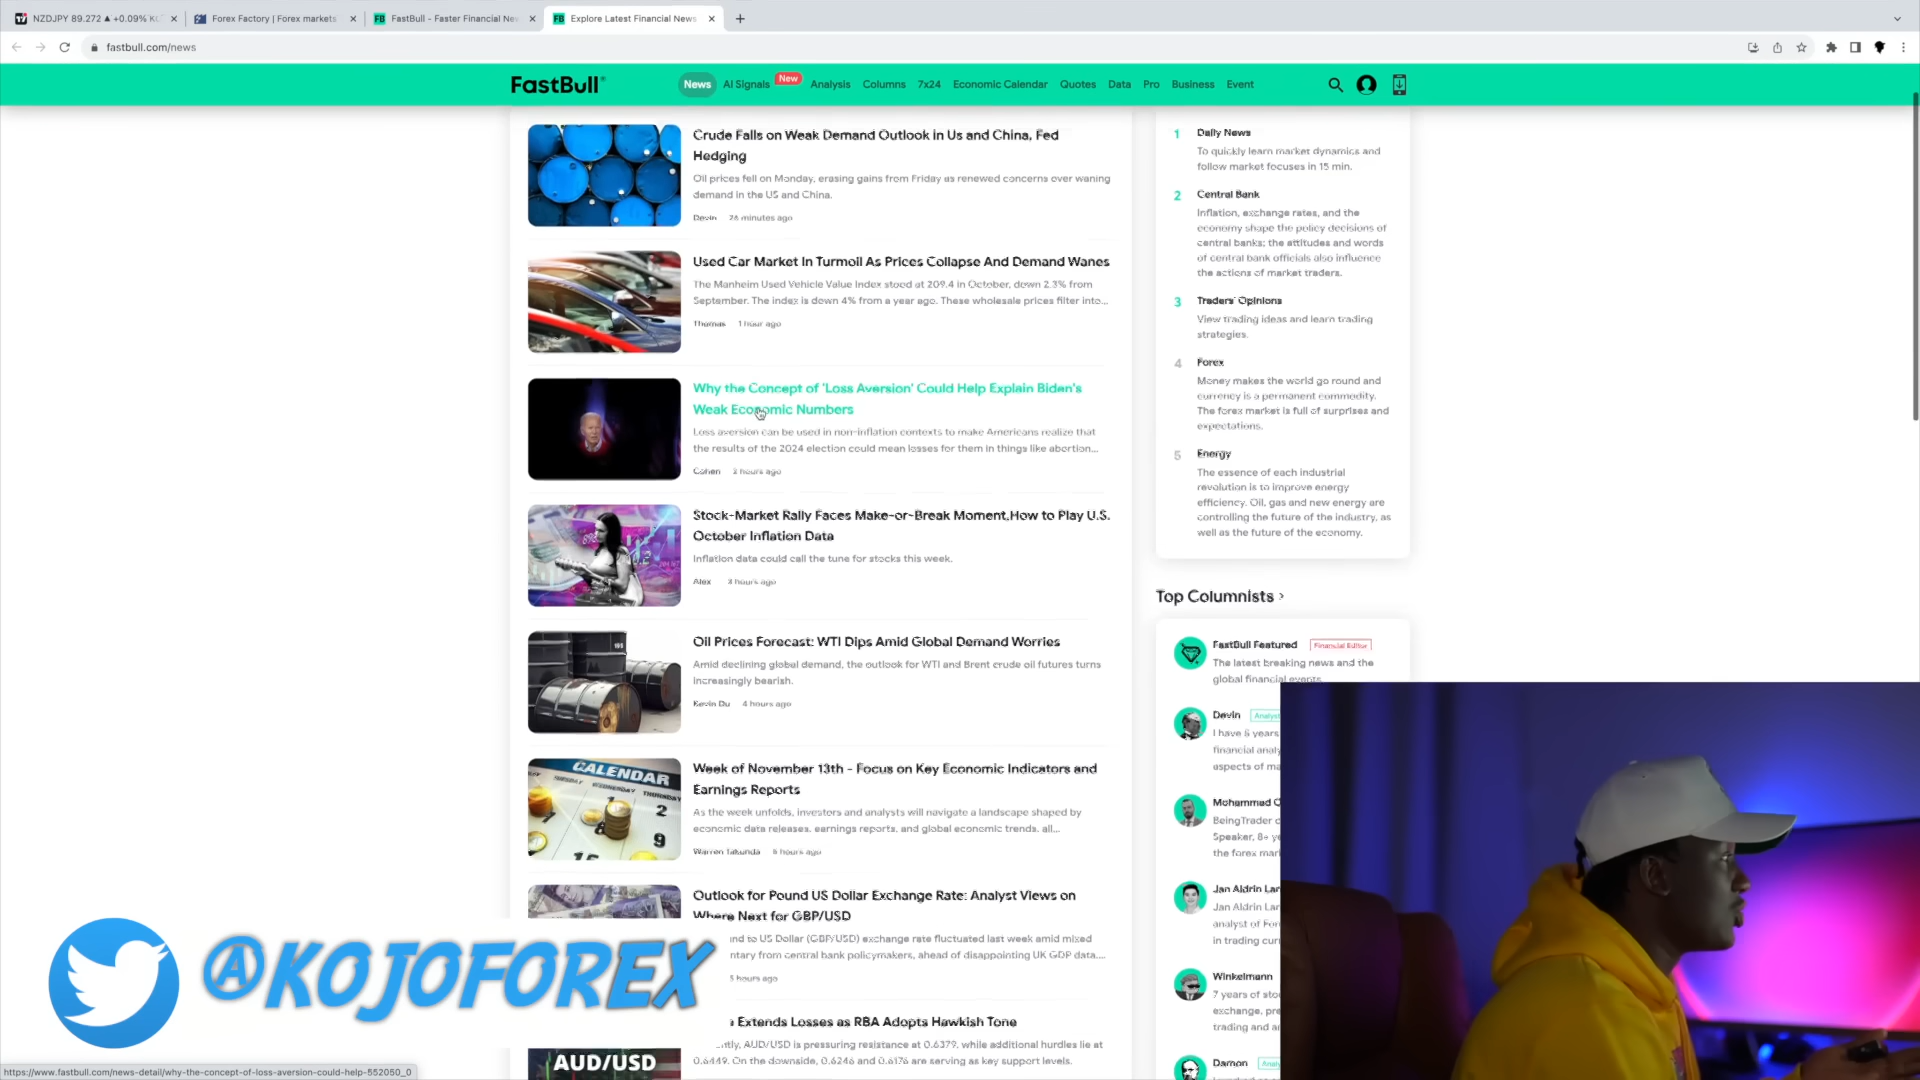 NZDJPY 89.272 ▲ +0.09%
Forex Factory | Forex markets
FB FastBull - Faster Financial Ne
FB Explore Latest Financial News
fastbull.com/news
FastBull
News
AI Signals
New
Analysis
Columns
7x24
Economic Calendar
Quotes
Data
Pro
Business
Event
Crude Falls on Weak Demand Outlook in Us and China, Fed
Hedging
Oil prices fell on Monday, erasing gains from Friday as renewed concerns over waning
demand in the US and China.
Devin 26 minutes ago
Used Car Market In Turmoil As Prices Collapse And Demand Wanes
The Manheim Used Vehicle Value Index stood at 209.4 in October, down 2.3% from
September. The index is down 4% from a year ago. These wholesale prices filter into...
Thomas 1 hour ago
Why the Concept of 'Loss Aversion' Could Help Explain Biden's
Weak Economic Numbers
Loss aversion can be used in non-inflation contexts to make Americans realize that
the results of the 2024 election could mean losses for them in things like abortion...
Cohen 2 hours ago
Stock-Market Rally Faces Make-or-Break Moment,How to Play U.S.
October Inflation Data
Inflation data could call the tune for stocks this week.
Alex 3 hours ago
Oil Prices Forecast: WTI Dips Amid Global Demand Worries
Amid declining global demand, the outlook for WTI and Brent crude oil futures turns
increasingly bearish.
Kevin Du 4 hours ago
CALENDAR
TUESDAY WEDNESDAY THURSDAY
1
2
9
15
Week of November 13th - Focus on Key Economic Indicators and
Earnings Reports
As the week unfolds, investors and analysts will navigate a landscape shaped by
economic data releases, earnings reports, and global economic trends, all...
Warren Takunda 5 hours ago
Outlook for Pound US Dollar Exchange Rate: Analyst Views on
Where Next for GBP/USD
nd to US Dollar (GBP/USD) exchange rate fluctuated last week amid mixed
ntary from central bank policymakers, ahead of disappointing UK GDP data....
5 hours ago
Extends Losses as RBA Adopts Hawkish Tone
ntly, AUD/USD is pressuring resistance at 0.6379, while additional hurdles lie at
0.6449. On the downside, 0.6246 and 0.6176 are serving as key support levels.
AUD/USD
1 Daily News
To quickly learn market dynamics and
follow market focuses in 15 min.
2 Central Bank
Inflation, exchange rates, and the
economy shape the policy decisions of
central banks; the attitudes and words
of central bank officials also influence
the actions of market traders.
3 Traders' Opinions
View trading ideas and learn trading
strategies.
4 Forex
Money makes the world go round and
currency is a permanent commodity.
The forex market is full of surprises and
expectations.
5 Energy
The essence of each industrial
revolution is to improve energy
efficiency. Oil, gas and new energy are
controlling the future of the industry, as
well as the future of the economy.
Top Columnists >
FastBull Featured Financial Editor
The latest breaking news and the
global financial events.
Devin Analys
I have 5 years
financial analy
aspects of ma
Mohammed C
BeingTrader c
Speaker, 8+ ye
the forex mar
Jan Aldrin Lar
Jan Aldrin Lar
analyst of Fore
in trading curr
Winkelmann
7 years of stoc
exchange, pre
trading and a
Damon Anal
@KOJOFOREX
https://www.fastbull.com/news-detail/why-the-concept-of-loss-aversion-could-help-552050_0